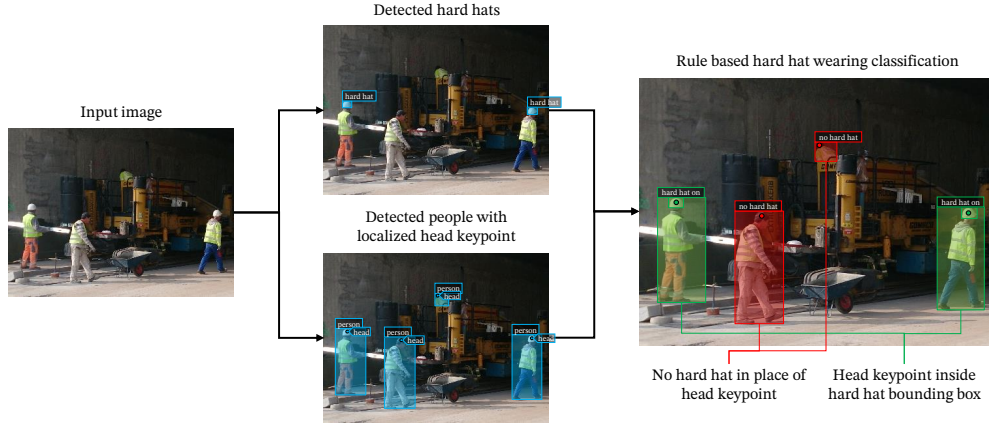 Detected hard hats
hard hat
hard hat
Input image
Detected people with
localized head keypoint
person
head
person
head
person
head
person
head
Rule based hard hat wearing classification
no hard hat
hard hat on
no hard hat
hard hat on
No hard hat in place of
head keypoint
Head keypoint inside
hard hat bounding box